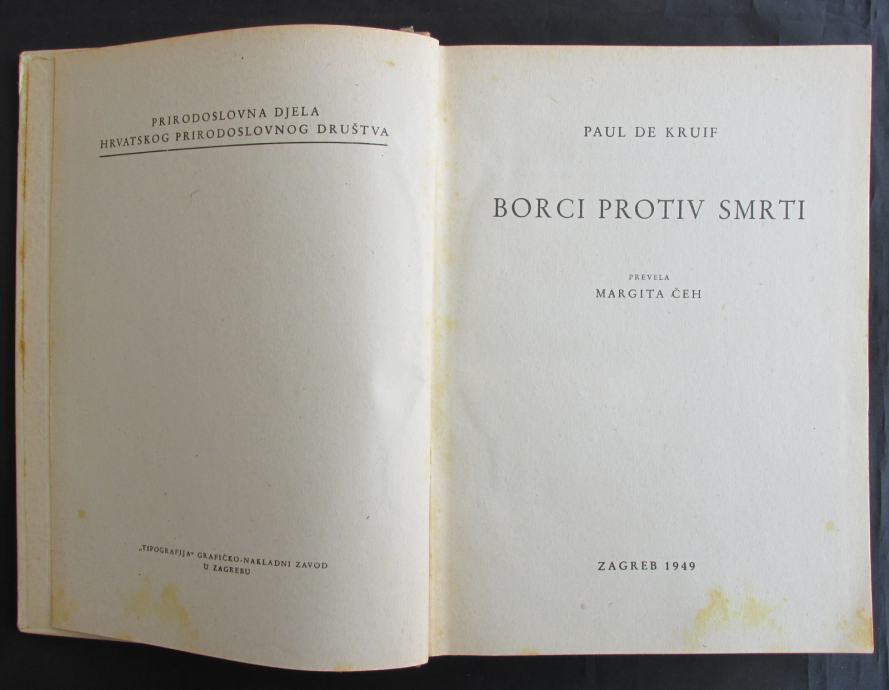 PRIRODOSLOVNA DJELA
HRVATSKOG PRIRODOSLOVNOG DRUŠTVA
„TIPOGRAFIJA" GRAFIČKO-NAKLADNI ZAVOD
U ZAGREBU
PAUL DE KRUIF
BORCI PROTIV SMRTI
PREVELA
MARGITA ČEH
ZAGREB 1949